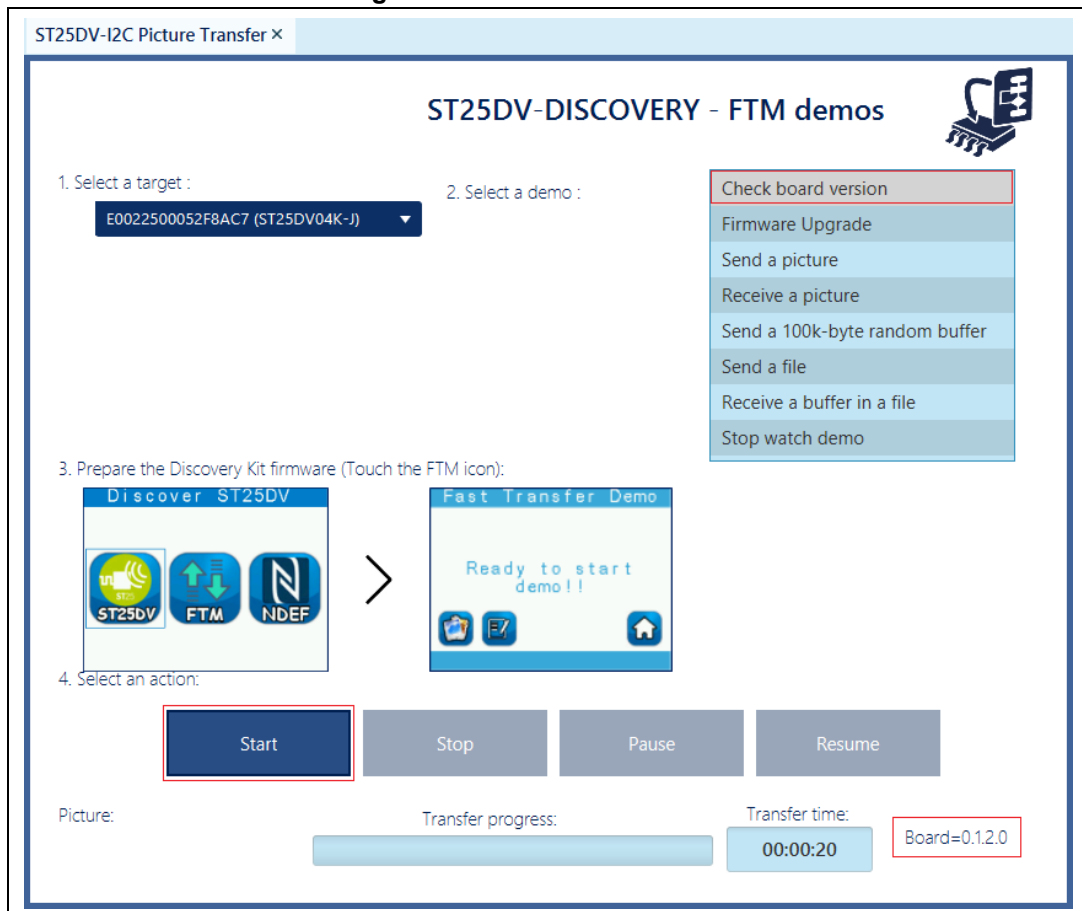 ST25DV-I2C Picture Transfer ×
ST25DV-DISCOVERY - FTM demos
1. Select a target :
E0022500052F8AC7 (ST25DV04K-J)
2. Select a demo :
Check board version
Firmware Upgrade
Send a picture
Receive a picture
Send a 100k-byte random buffer
Send a file
Receive a buffer in a file
Stop watch demo
3. Prepare the Discovery Kit firmware (Touch the FTM icon):
Discover ST25DV
ST25
ST25DV
FTM
NDEF
Fast Transfer Demo
Ready to start
demo!!
4. Select an action:
Start
Stop
Pause
Resume
Picture:
Transfer progress:
Transfer time:
00:00:20
Board=0.1.2.0